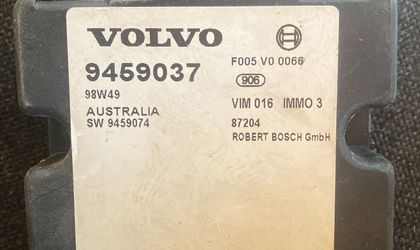 VOLVO
9459037
98W49
AUSTRALIA
SW 9459074
F005 V0 0066
906
VIM 016 IMMO 3
87204
ROBERT BOSCH GmbH